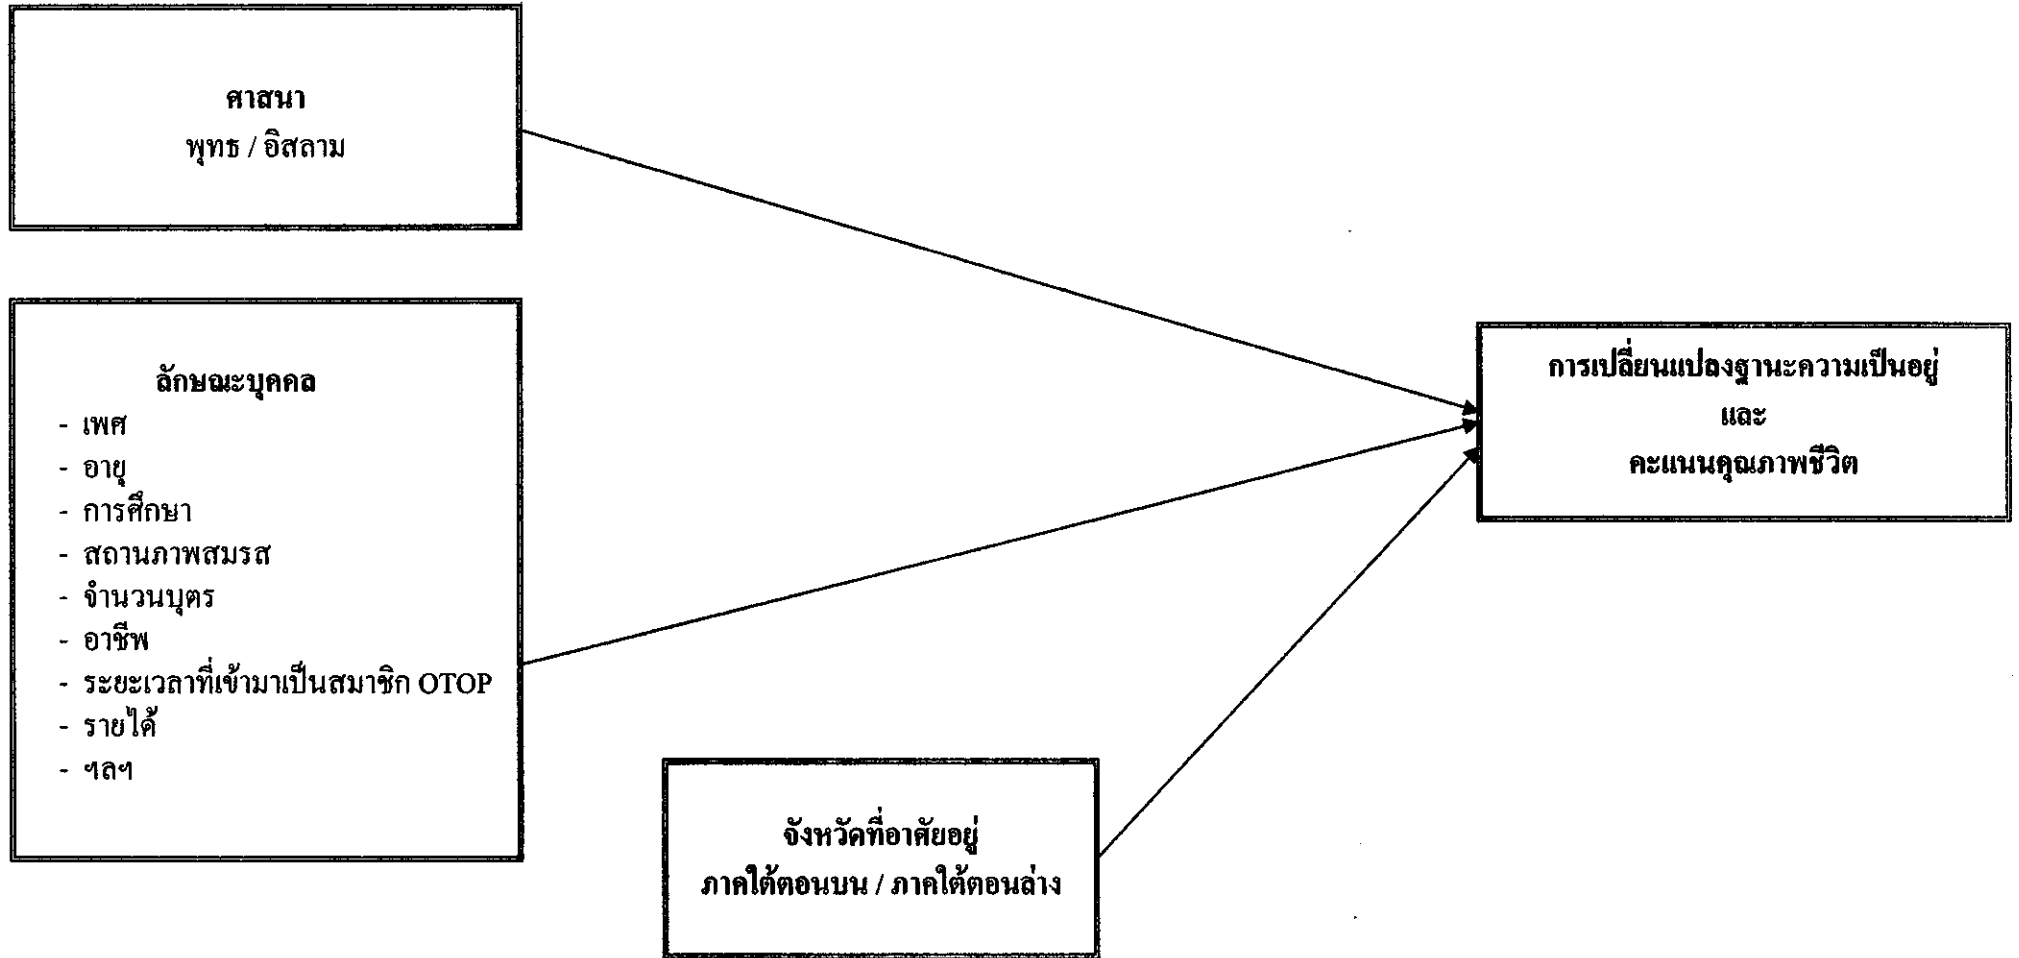 ศาสนา
พุทธ / อิสลาม
ลักษณะบุคคล
- เพศ
- อายุ
- การศึกษา
- สถานภาพสมรส
- จำนวนบุตร
- อาชีพ
- ระยะเวลาที่เข้ามาเป็นสมาชิก OTOP
- รายได้
- ฯลฯ
การเปลี่ยนแปลงฐานะความเป็นอยู่
และ
คะแนนคุณภาพชีวิต
จังหวัดที่อาศัยอยู่
ภาคใต้ตอนบน / ภาคใต้ตอนล่าง